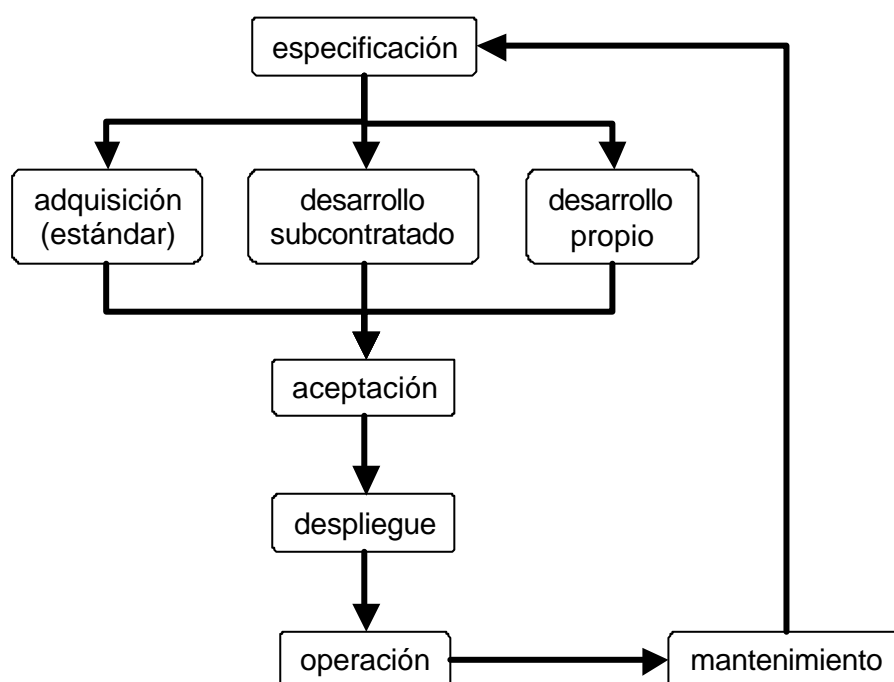 especificación
adquisición
(estándar)
desarrollo
subcontratado
desarrollo
propio
aceptación
despliegue
operación
mantenimiento